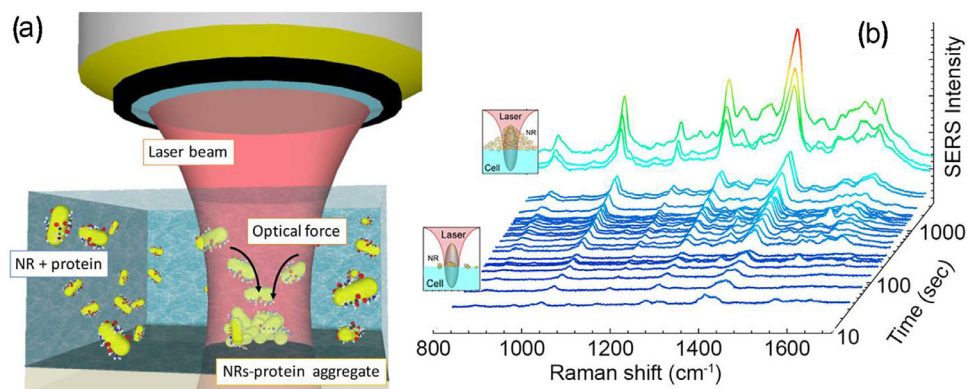 (a)
Laser beam
Optical force
NR + protein
NRs-protein aggregate
(b)
SERS Intensity
Laser
NR
Cell
Laser
NR
Cell
1000
100
10
Time (sec)
800
1000
1200
1400
1600
Raman shift (cm⁻¹)